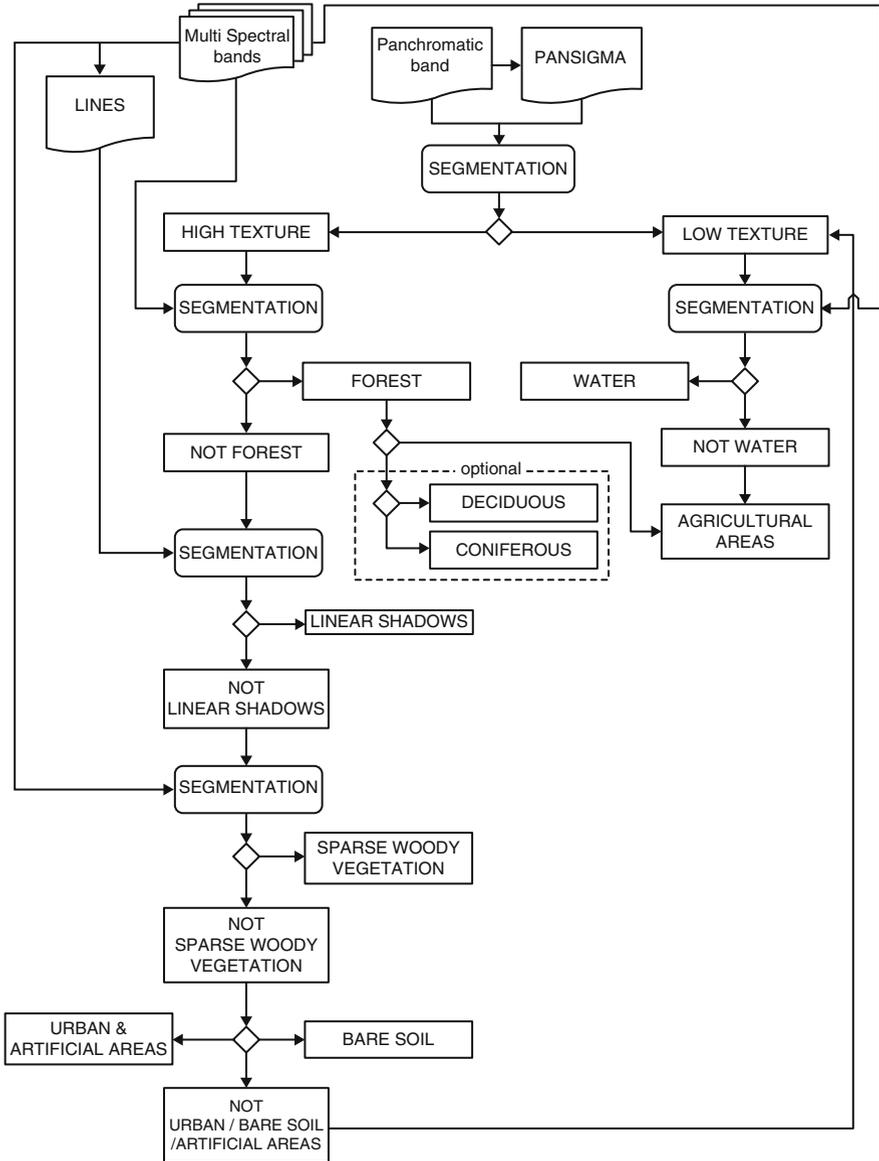 Multi Spectral
bands
Panchromatic
band
PANSIGMA
LINES
SEGMENTATION
HIGH TEXTURE
LOW TEXTURE
SEGMENTATION
SEGMENTATION
FOREST
WATER
NOT FOREST
NOT WATER
optional
DECIDUOUS
CONIFEROUS
AGRICULTURAL
AREAS
SEGMENTATION
LINEAR SHADOWS
NOT
LINEAR SHADOWS
SEGMENTATION
SPARSE WOODY
VEGETATION
NOT
SPARSE WOODY
VEGETATION
URBAN &
ARTIFICIAL AREAS
BARE SOIL
NOT
URBAN / BARE SOIL
/ARTIFICIAL AREAS